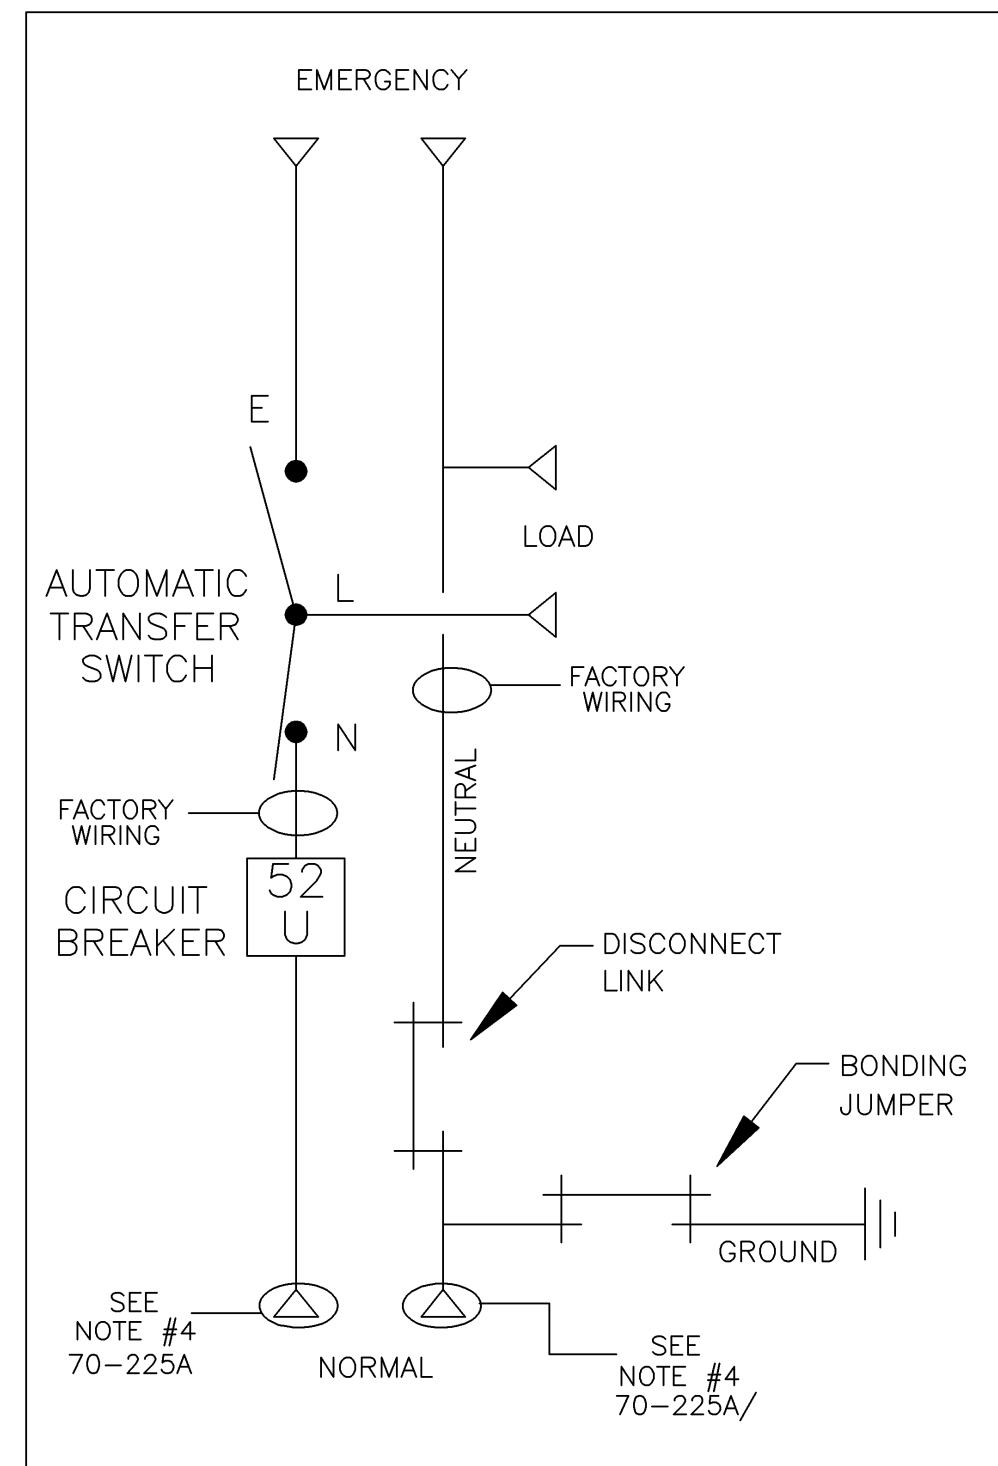 EMERGENCY
E
LOAD
AUTOMATIC
TRANSFER
SWITCH
L
FACTORY
WIRING
N
NEUTRAL
FACTORY
WIRING
52
U
CIRCUIT
BREAKER
DISCONNECT
LINK
BONDING
JUMPER
GROUND
SEE
NOTE #4
70-225A
NORMAL
SEE
NOTE #4
70-225A/